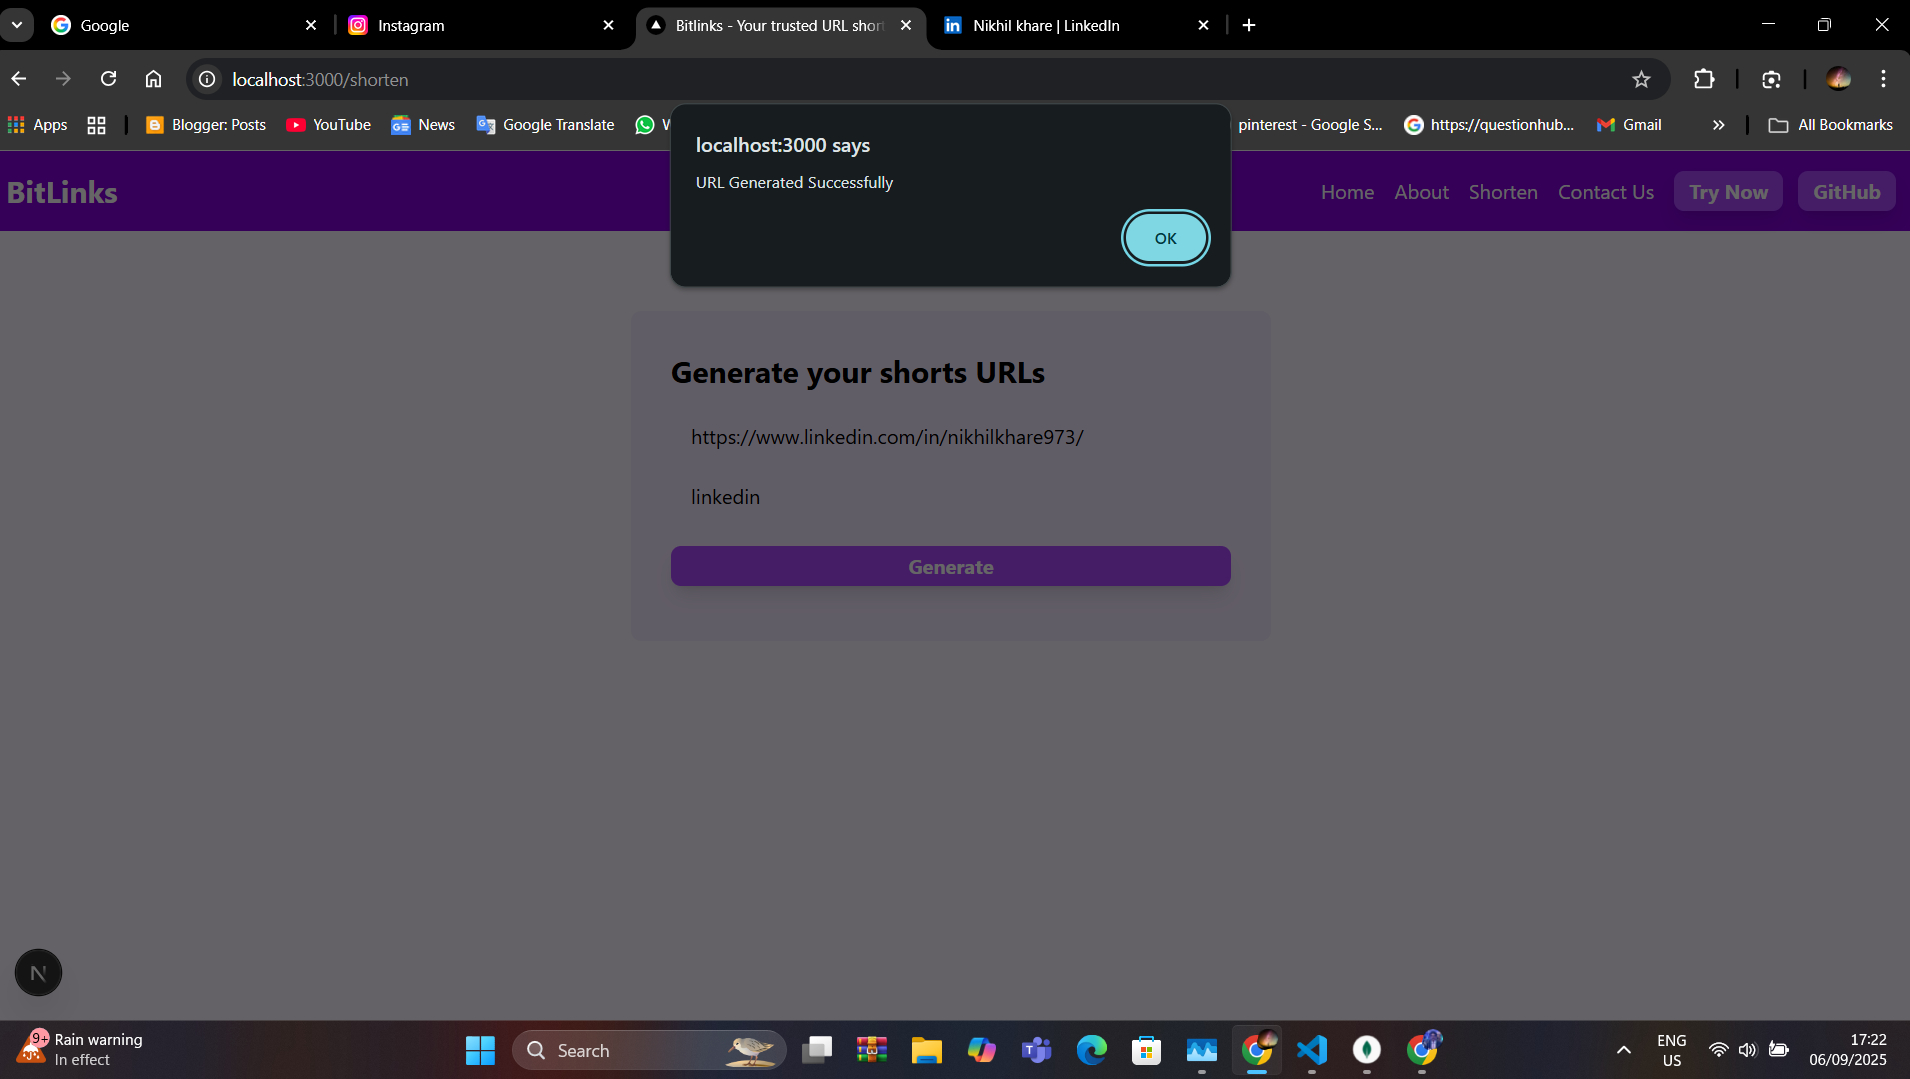 Google
Instagram
Bitlinks - Your trusted URL short
Nikhil khare | LinkedIn
localhost:3000/shorten
Apps
Blogger: Posts
YouTube
News
Google Translate
pinterest - Google S...
https://questionhub...
Gmail
All Bookmarks
localhost:3000 says
URL Generated Successfully
OK
BitLinks
Home
About
Shorten
Contact Us
Try Now
GitHub
Generate your shorts URLs
https://www.linkedin.com/in/nikhilkhare973/
linkedin
Generate
N
9+
Rain warning
In effect
Search
ENG
US
17:22
06/09/2025